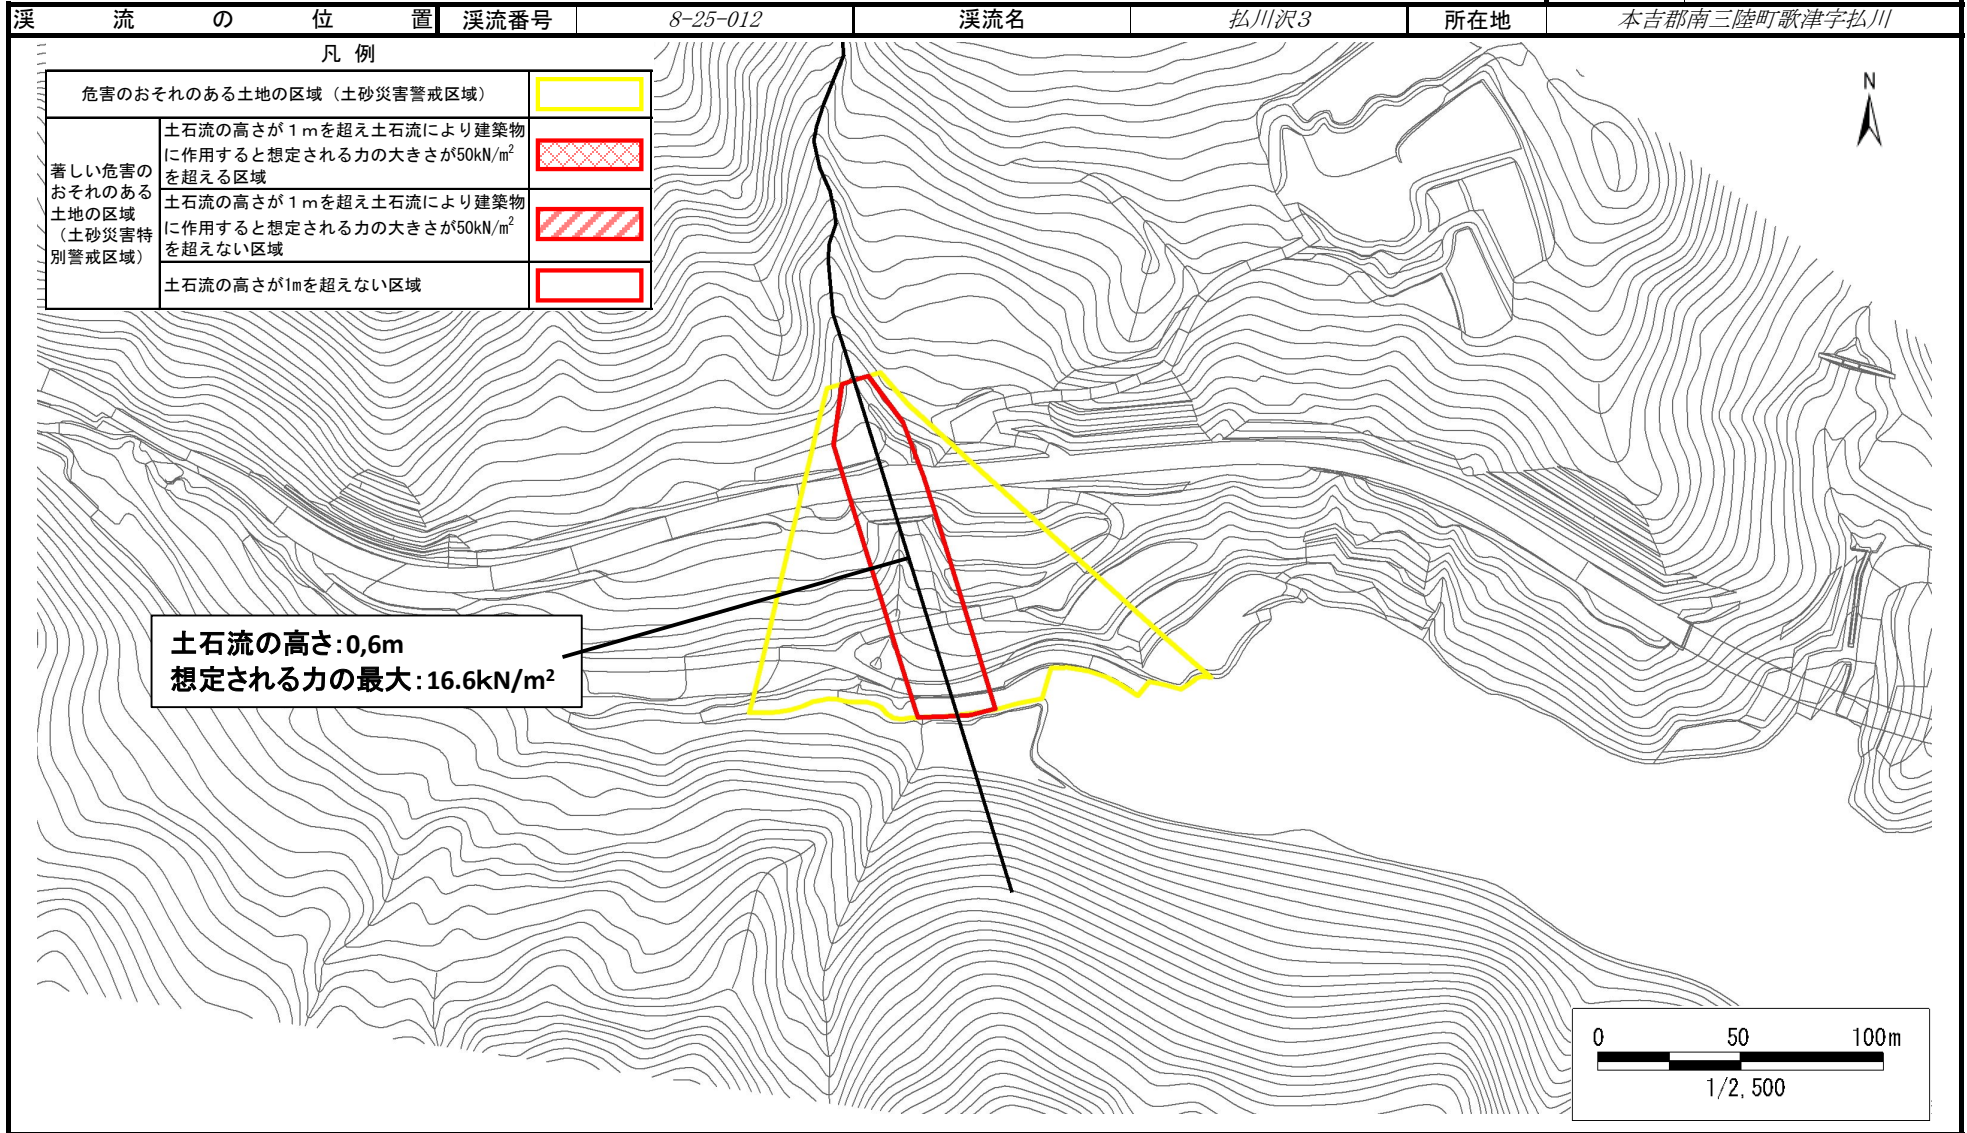 渓流の位置 渓流番号 8-25-012 渓流名 払川沢3 所在地 本吉郡南三陸町歌津字払川
凡 例
危害のおそれのある土地の区域（土砂災害警戒区域）
著しい危害の
おそれのある
土地の区域
（土砂災害特
別警戒区域）
土石流の高さが１ｍを超え土石流により建築物
に作用すると想定される力の大きさが50kN/m²
を超える区域
土石流の高さが１ｍを超え土石流により建築物
に作用すると想定される力の大きさが50kN/m²
を超えない区域
土石流の高さが1mを超えない区域
N
土石流の高さ:0,6m
想定される力の最大:16.6kN/m²
0 50 100m
1/2,500